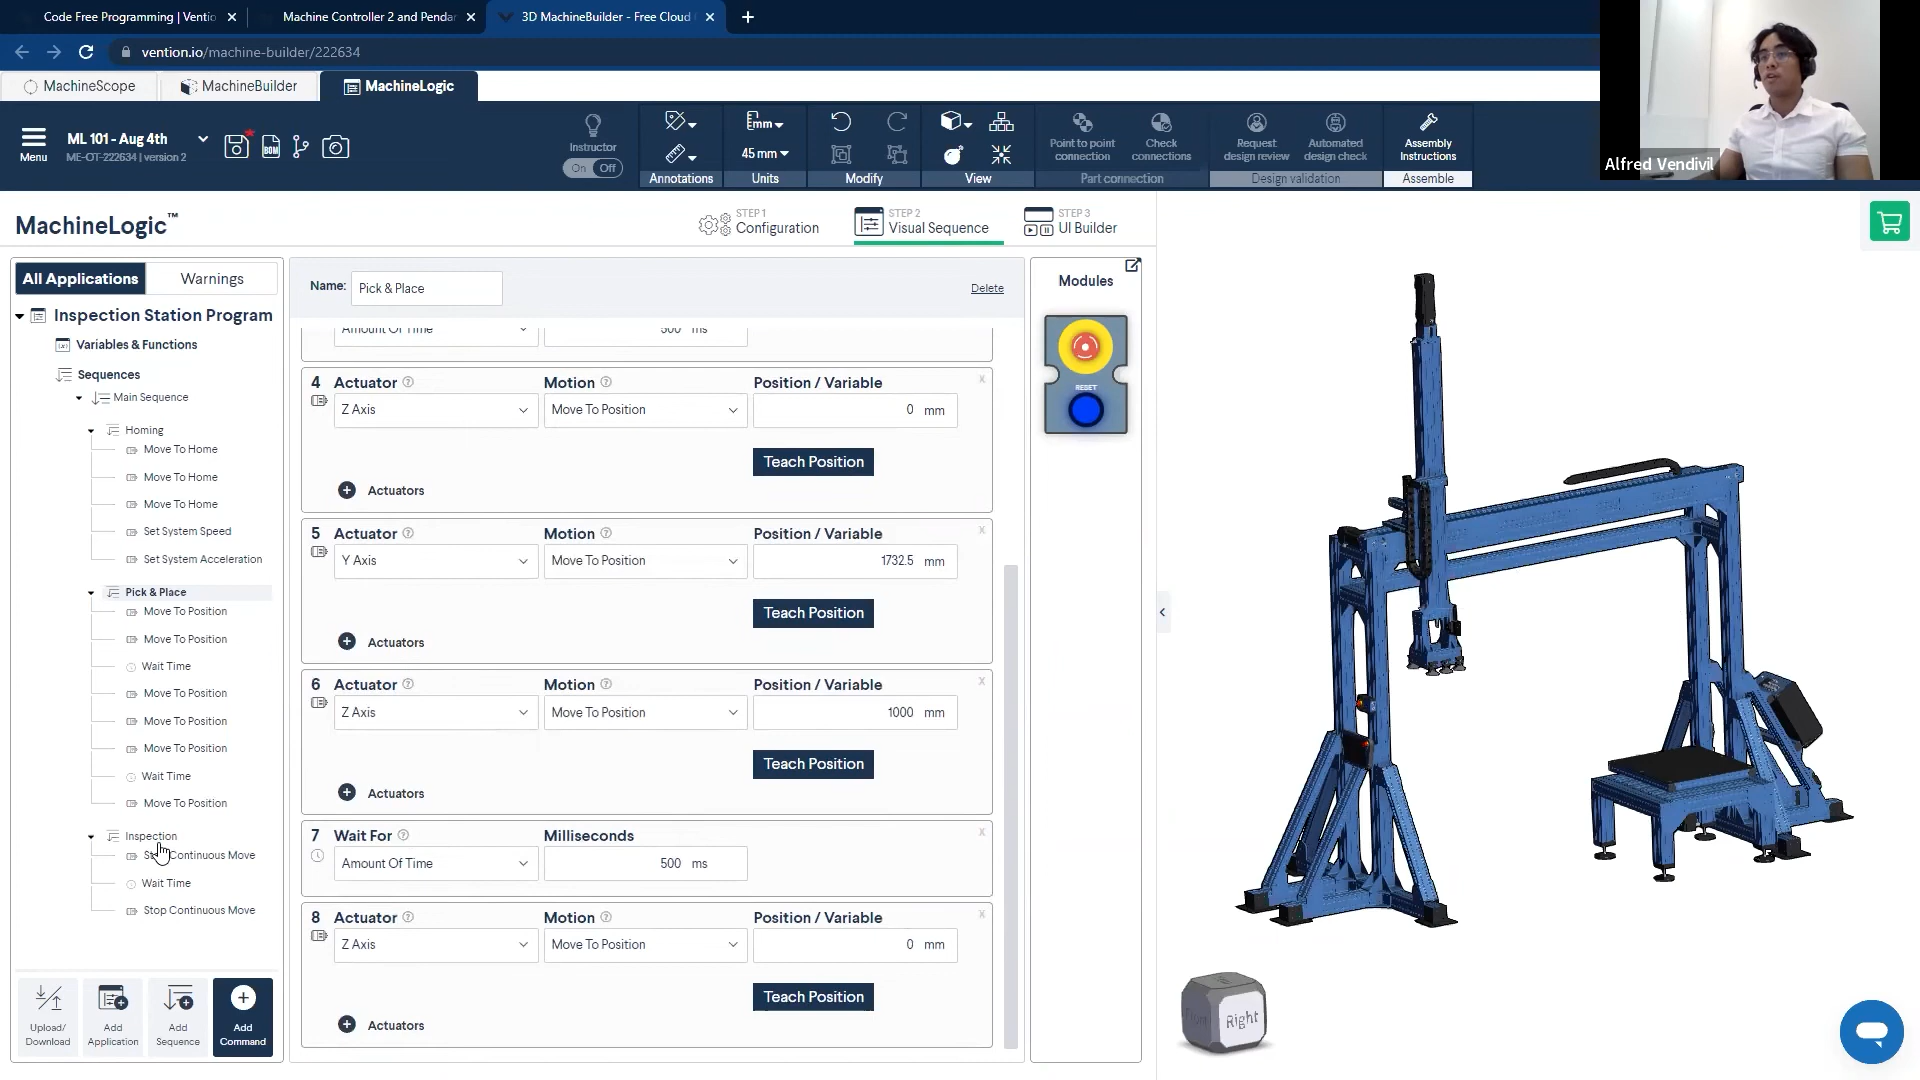 Code Free Programming | Ventio
Machine Controller 2 and Pendar
3D MachineBuilder - Free Cloud
vention.io/machine-builder/222634
MachineScope
MachineBuilder
MachineLogic
Menu
ML 101 - Aug 4th
ME-OT-222634 | version 2
BOM
Instructor
On Off
Annotations
mm
45 mm
Units
Modify
View
Point to point connection
Check connections
Part connection
Request design review
Automated design check
Design validation
Assembly Instructions
Assemble
Alfred Vendivil
MachineLogic™
STEP 1
Configuration
STEP 2
Visual Sequence
STEP 3
UI Builder
All Applications
Warnings
Inspection Station Program
Variables & Functions
Sequences
Main Sequence
Homing
Move To Home
Move To Home
Move To Home
Set System Speed
Set System Acceleration
Pick & Place
Move To Position
Move To Position
Wait Time
Move To Position
Move To Position
Move To Position
Wait Time
Move To Position
Inspection
Continuous Move
Wait Time
Stop Continuous Move
Upload/ Download
Add Application
Add Sequence
Add Command
Name: Pick & Place
Delete
Amount Of Time 500 ms
4 Actuator Motion Position / Variable x
Z Axis Move To Position 0 mm
Teach Position
Actuators
5 Actuator Motion Position / Variable x
Y Axis Move To Position 1732.5 mm
Teach Position
Actuators
6 Actuator Motion Position / Variable x
Z Axis Move To Position 1000 mm
Teach Position
Actuators
7 Wait For Milliseconds x
Amount Of Time 500 ms
8 Actuator Motion Position / Variable x
Z Axis Move To Position 0 mm
Teach Position
Actuators
Modules
RESET
Right